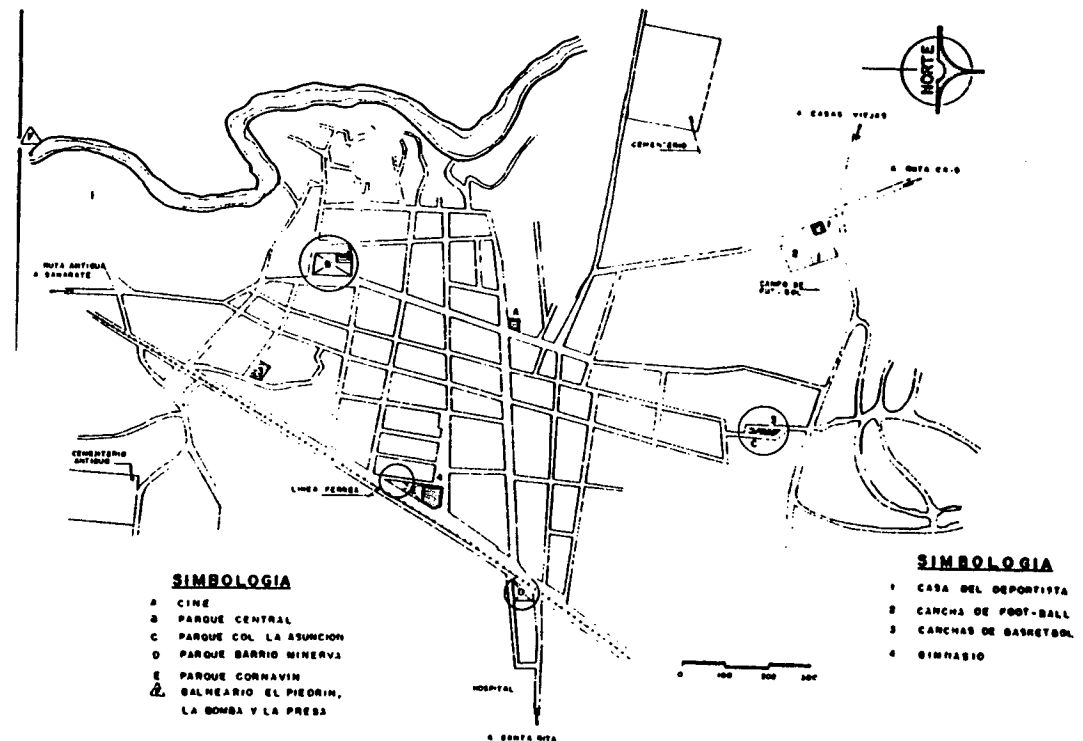 NORTE
A CASAS VIEJAS
A RUTA CA-9
CEMENTERIO
CAMPO DE
FUT-BOL
RUTA ANTIGUA
A SANARATE
CEMENTERIO
ANTIGUO
LINEA FERREA
HOSPITAL
A SANTA RITA
0 100 200 300
SIMBOLOGIA
A CINE
B PARQUE CENTRAL
C PARQUE COL LA ASUNCION
D PARQUE BARRIO MINERVA
E PARQUE CORNAVIN
F BALNEARIO EL PIEDRIN,
LA BOMBA Y LA PRESA
SIMBOLOGIA
1 CASA DEL DEPORTISTA
2 CANCHA DE FOOT-BALL
3 CANCHAS DE BASKETBOL
4 GIMNASIO